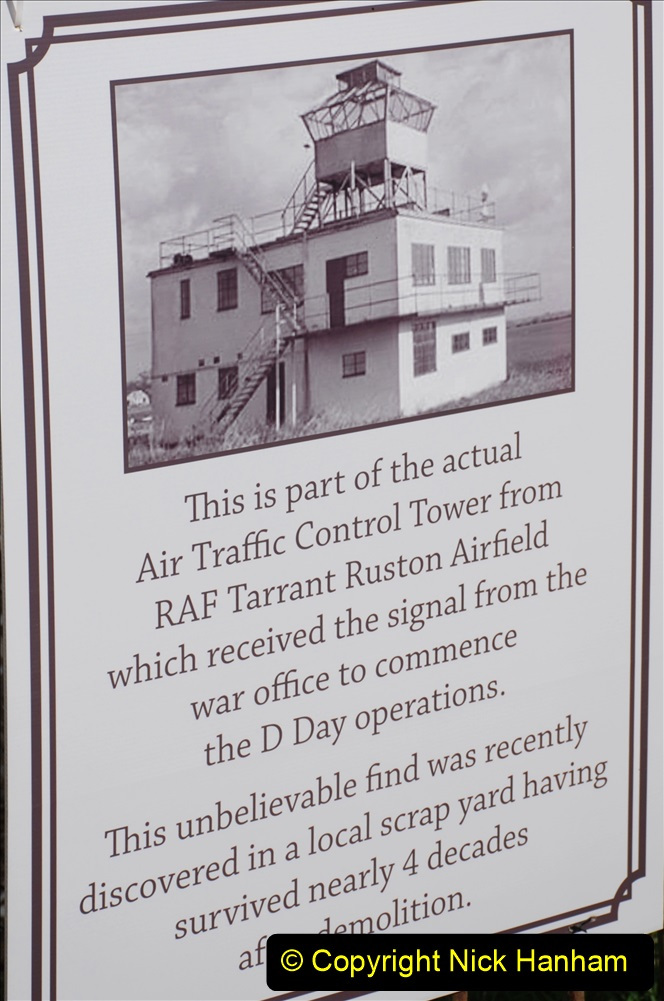 This is part of the actual
Air Traffic Control Tower from
RAF Tarrant Ruston Airfield
which received the signal from the
war office to commence
the D Day operations.
This unbelievable find was recently
discovered in a local scrap yard having
survived nearly 4 decades
demolition.
© Copyright Nick Hanham